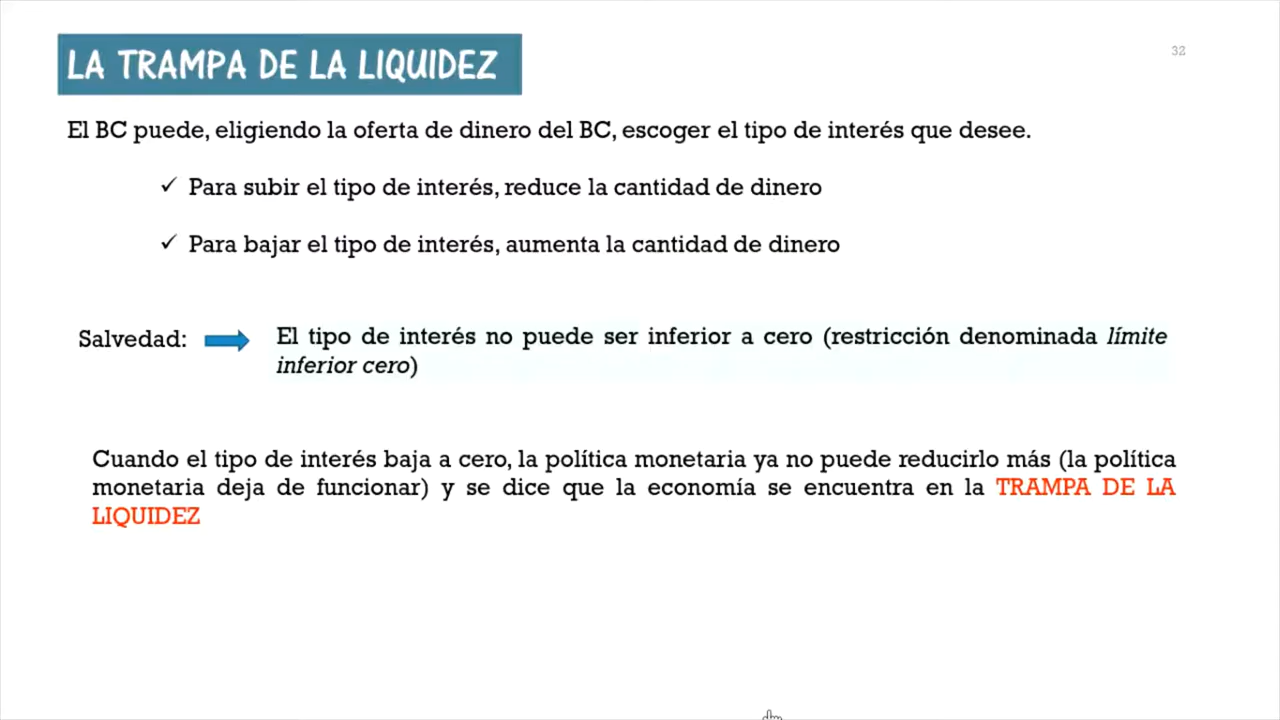 LA TRAMPA DE LA LIQUIDEZ
32
El BC puede, eligiendo la oferta de dinero del BC, escoger el tipo de interés que desee.
✓ Para subir el tipo de interés, reduce la cantidad de dinero
✓ Para bajar el tipo de interés, aumenta la cantidad de dinero
Salvedad:
El tipo de interés no puede ser inferior a cero (restricción denominada límite
inferior cero)
Cuando el tipo de interés baja a cero, la política monetaria ya no puede reducirlo más (la política
monetaria deja de funcionar) y se dice que la economía se encuentra en la TRAMPA DE LA
LIQUIDEZ